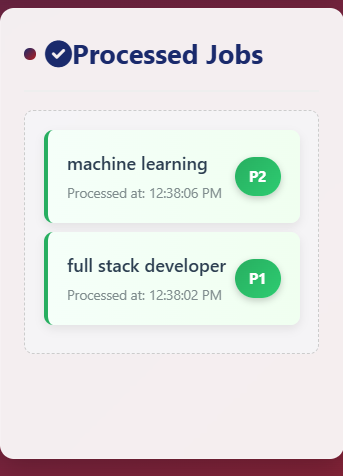 Processed Jobs
machine learning
P2
Processed at: 12:38:06 PM
full stack developer
P1
Processed at: 12:38:02 PM